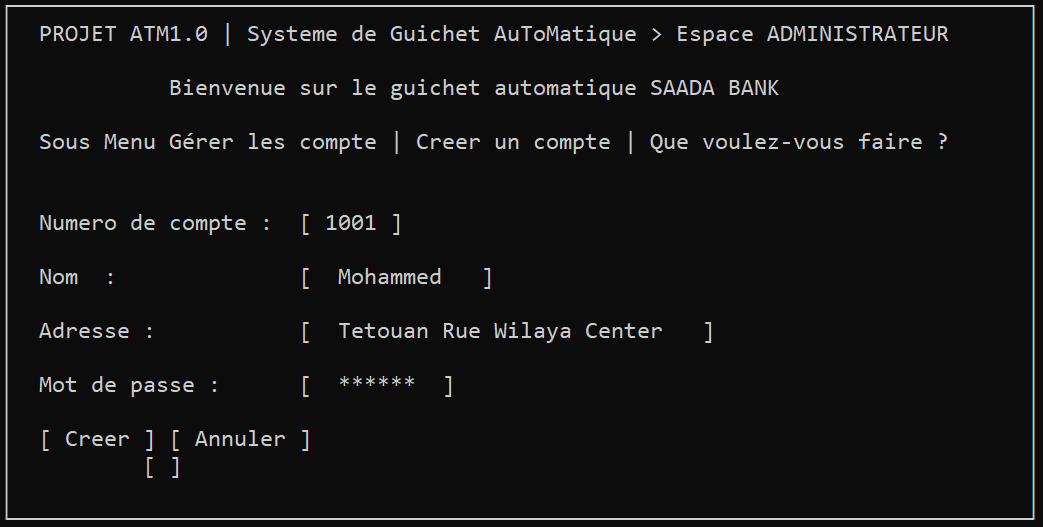 PROJET ATM1.0 | Systeme de Guichet AuToMatique > Espace ADMINISTRATEUR
Bienvenue sur le guichet automatique SAADA BANK
Sous Menu Gérer les compte | Creer un compte | Que voulez-vous faire ?
Numero de compte : [ 1001 ]
Nom : [ Mohammed ]
Adresse : [ Tetouan Rue Wilaya Center ]
Mot de passe : [ ****** ]
[ Creer ] [ Annuler ]
[ ]